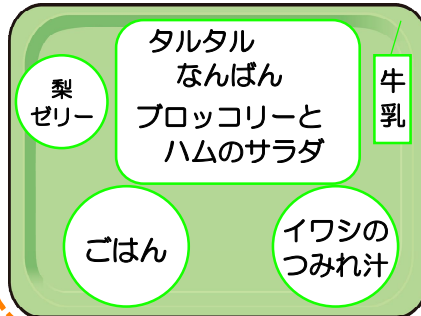 梨
ゼリー
タルタル
なんばん
ブロッコリーと
ハムのサラダ
牛
乳
ごはん
イワシの
つみれ汁